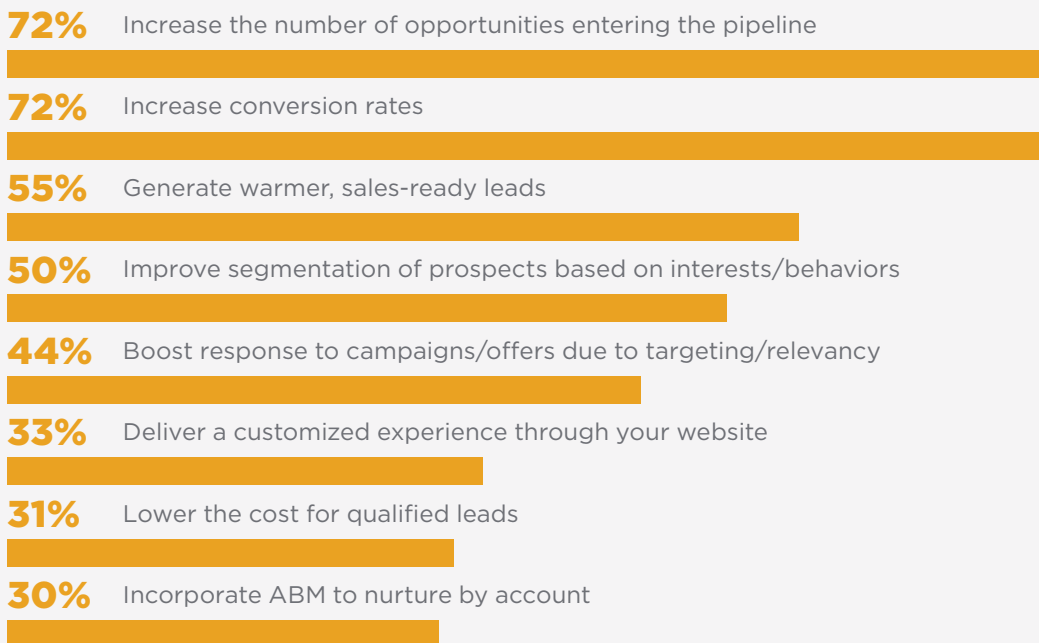 72% Increase the number of opportunities entering the pipeline
72% Increase conversion rates
55% Generate warmer, sales-ready leads
50% Improve segmentation of prospects based on interests/behaviors
44% Boost response to campaigns/offers due to targeting/relevancy
33% Deliver a customized experience through your website
31% Lower the cost for qualified leads
30% Incorporate ABM to nurture by account